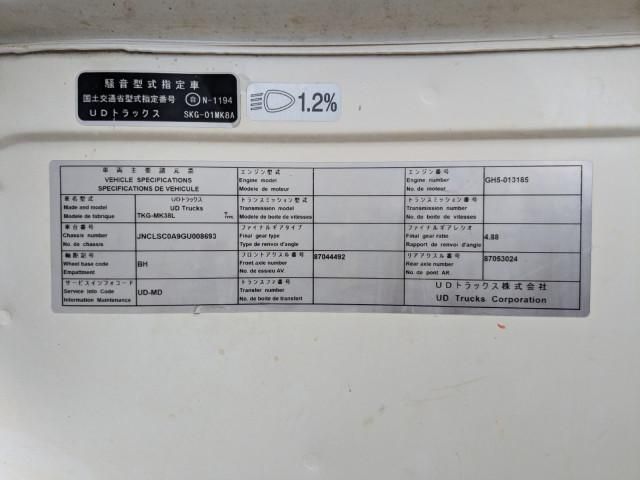 騒音型式指定車
国土交通省型式指定番号 自 N-1194
UDトラックス SKG-01MK8A
1.2%
車両主要諸元票
VEHICLE SPECIFICATIONS
SPECIFICATIONS DE VEHICULE
車名型式 UDトラックス
Made and model UD Trucks
Modele de fabrique TKG-MK38L TYPE
車台番号
Chassis number JNCLSC0A9GU008693
No. de chassis
軸距記号
Wheel base code BH
Empattment
サービスインフォコード
Service Info Code UD-MD
Information Maintenance
エンジン型式
Engine model
Modele de moteur
トランスミッション型式
Transmission model
Modele de boite de vitesses
ファイナルギアタイプ
Final gear type
Type de renvoi d'angle
フロントアクスル番号 87044492
Front axle number
No. de essieu AV.
トランスファ番号
Transfer number
No. de boite de transfert
エンジン番号
Engine number GH5-013185
No. de moteur
トランスミッション番号
Transmission number
No. de boite de vitesses
ファイナルギアレシオ
Final gear ratio 4.88
Rapport de renvoi d'angle
リアアクスル番号 87053024
Rear axle number
No. de pont AR.
UDトラックス株式会社
UD Trucks Corporation